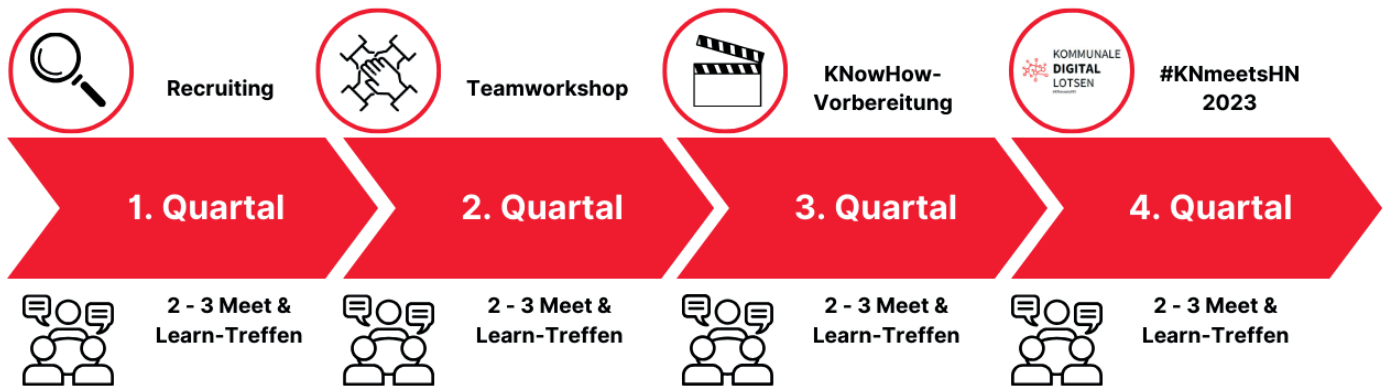 Recruiting
Teamworkshop
KNowHow-
Vorbereitung
KOMMUNALE
DIGITAL
LOTSEN
#KNmeetsHN
2023
1. Quartal
2. Quartal
3. Quartal
4. Quartal
2 - 3 Meet &
Learn-Treffen
2 - 3 Meet &
Learn-Treffen
2 - 3 Meet &
Learn-Treffen
2 - 3 Meet &
Learn-Treffen